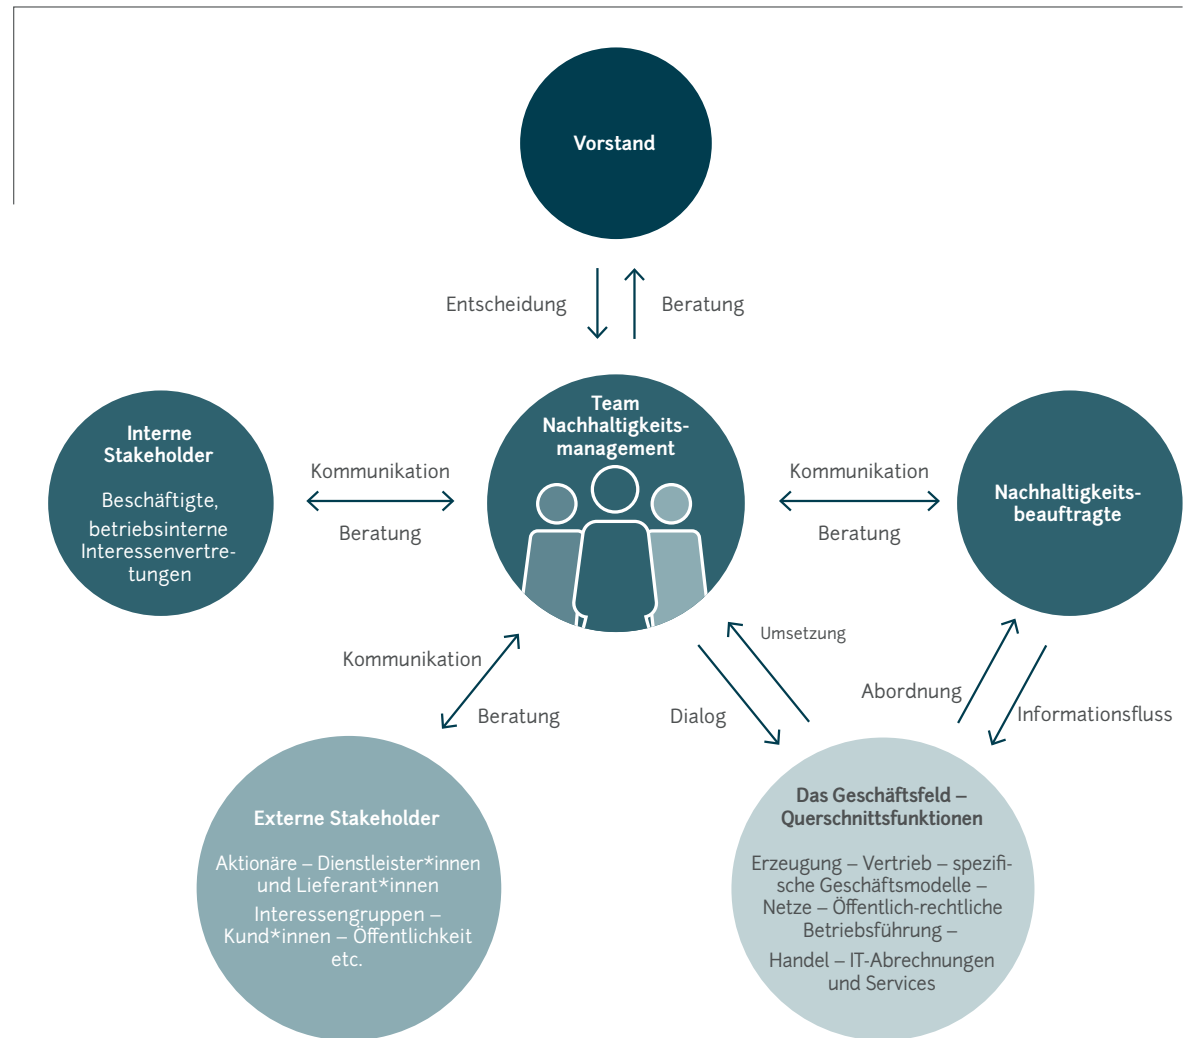 Vorstand
Entscheidung
Beratung
Team
Nachhaltigkeits-
management
Interne
Stakeholder
Beschäftigte,
betriebsinterne
Interessenvertre-
tungen
Kommunikation
Beratung
Kommunikation
Beratung
Nachhaltigkeits-
beauftragte
Kommunikation
Beratung
Umsetzung
Dialog
Abordnung
Informationsfluss
Externe Stakeholder
Aktionäre – Dienstleister*innen
und Lieferant*innen
Interessengruppen –
Kund*innen – Öffentlichkeit
etc.
Das Geschäftsfeld –
Querschnittsfunktionen
Erzeugung – Vertrieb – spezifi-
sche Geschäftsmodelle –
Netze – Öffentlich-rechtliche
Betriebsführung –
Handel – IT-Abrechnungen
und Services